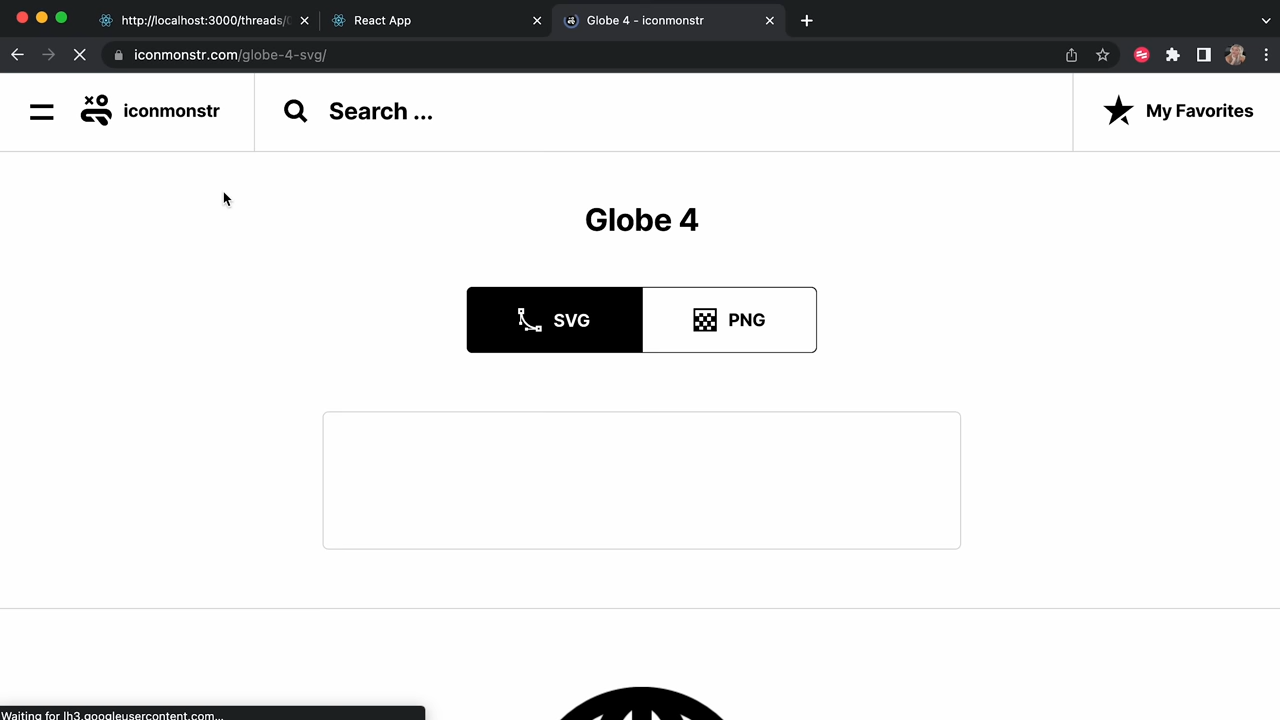 http://localhost:3000/threads/
React App
Globe 4 - iconmonstr
iconmonstr.com/globe-4-svg/
iconmonstr
Search ...
My Favorites
Globe 4
SVG
PNG
Waiting for lh3.googleusercontent.com...